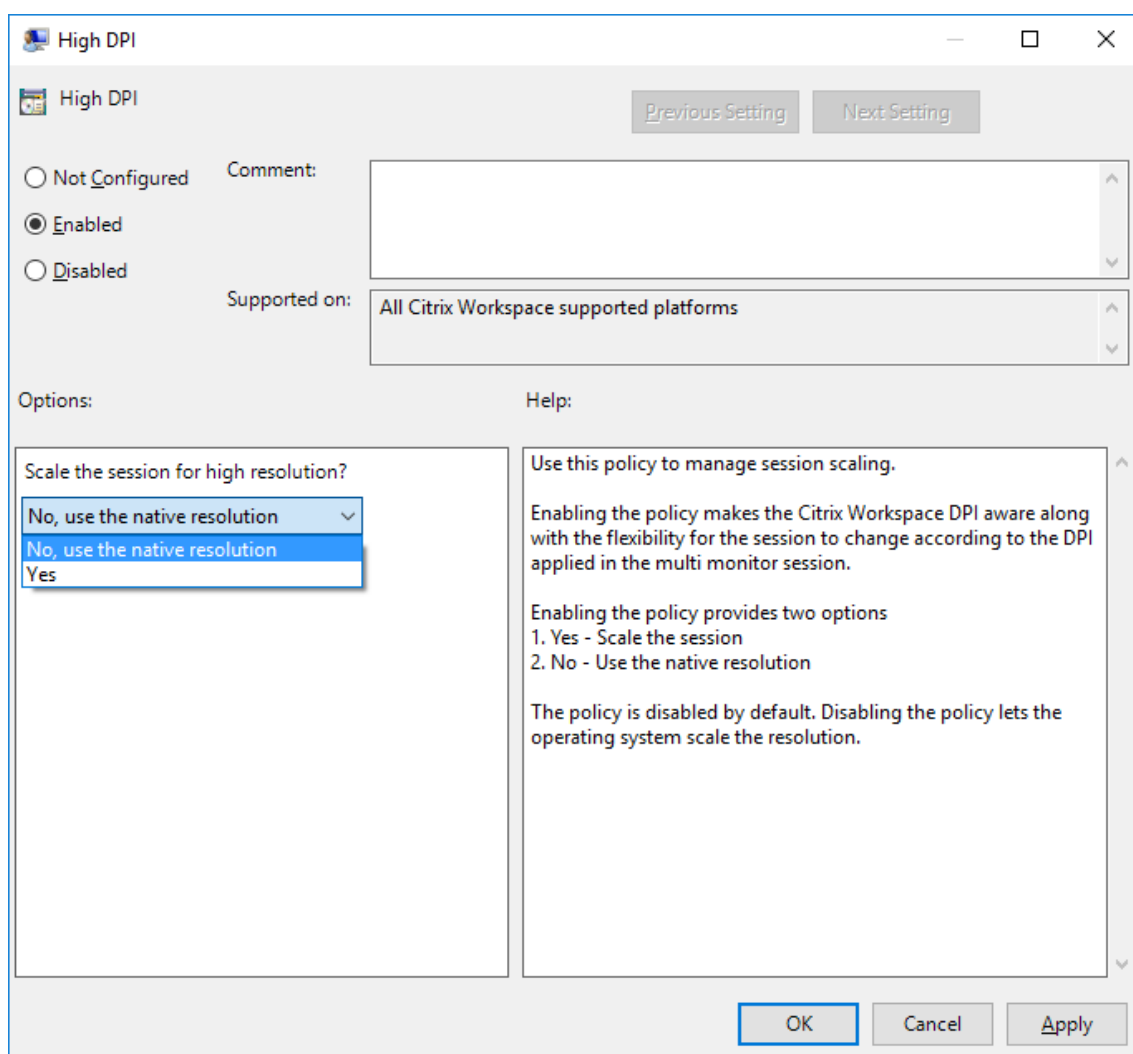 High DPI
High DPI
Previous Setting
Next Setting
Not Configured
Comment:
Enabled
Disabled
Supported on:
All Citrix Workspace supported platforms
Options:
Help:
Scale the session for high resolution?
No, use the native resolution
No, use the native resolution
Yes
Use this policy to manage session scaling.
Enabling the policy makes the Citrix Workspace DPI aware along
with the flexibility for the session to change according to the DPI
applied in the multi monitor session.
Enabling the policy provides two options
1. Yes - Scale the session
2. No - Use the native resolution
The policy is disabled by default. Disabling the policy lets the
operating system scale the resolution.
OK
Cancel
Apply